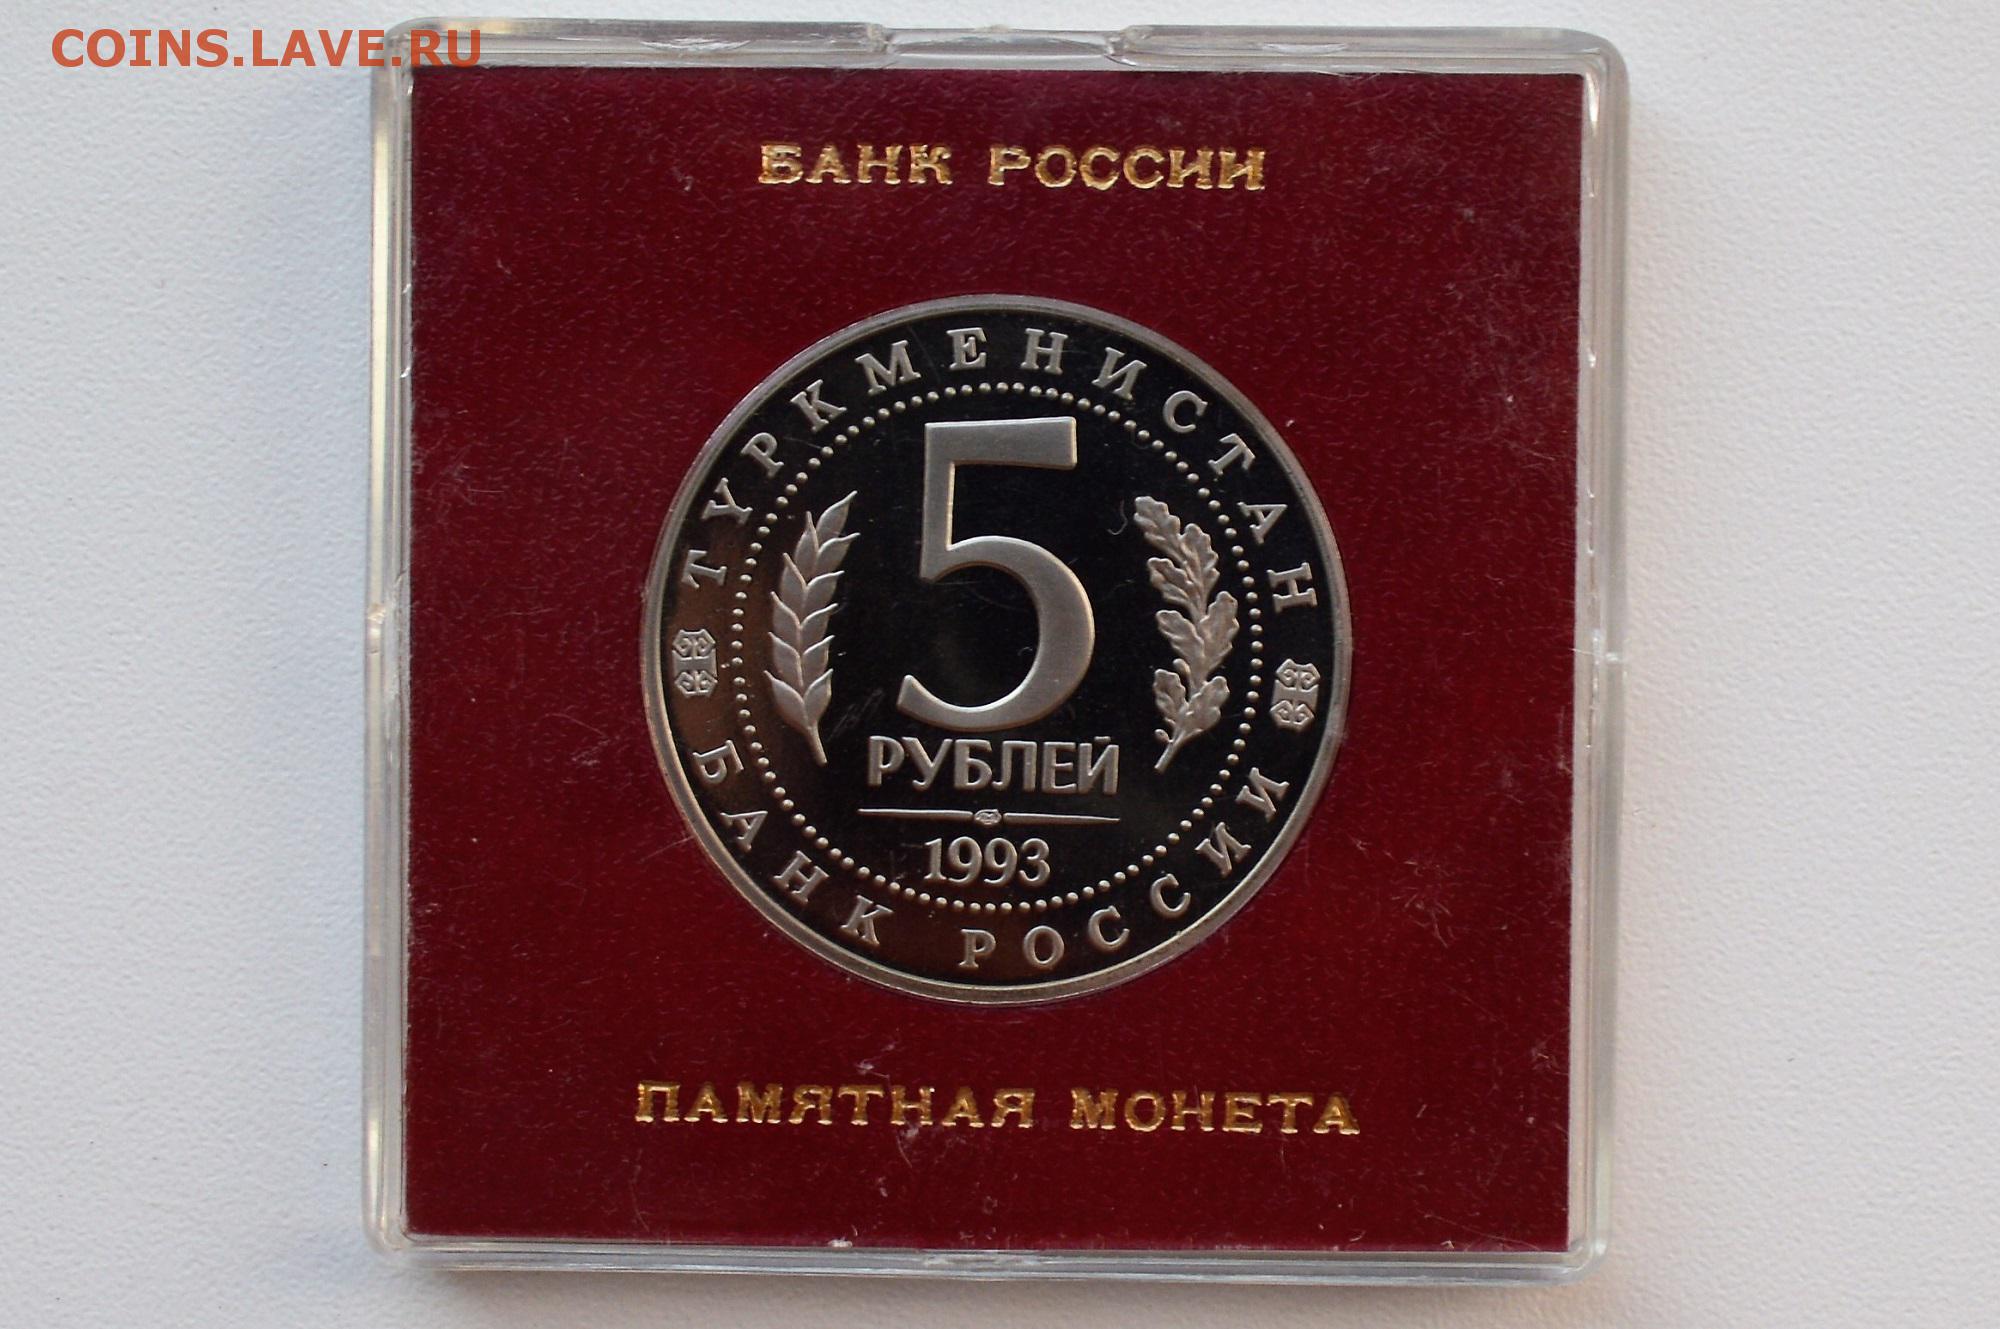 COINS.LAVE.RU
БАНК РОССИИ
ТУРКМЕНИСТАН
5
РУБЛЕЙ
1993
БАНК РОССИИ
ПАМЯТНАЯ МОНЕТА